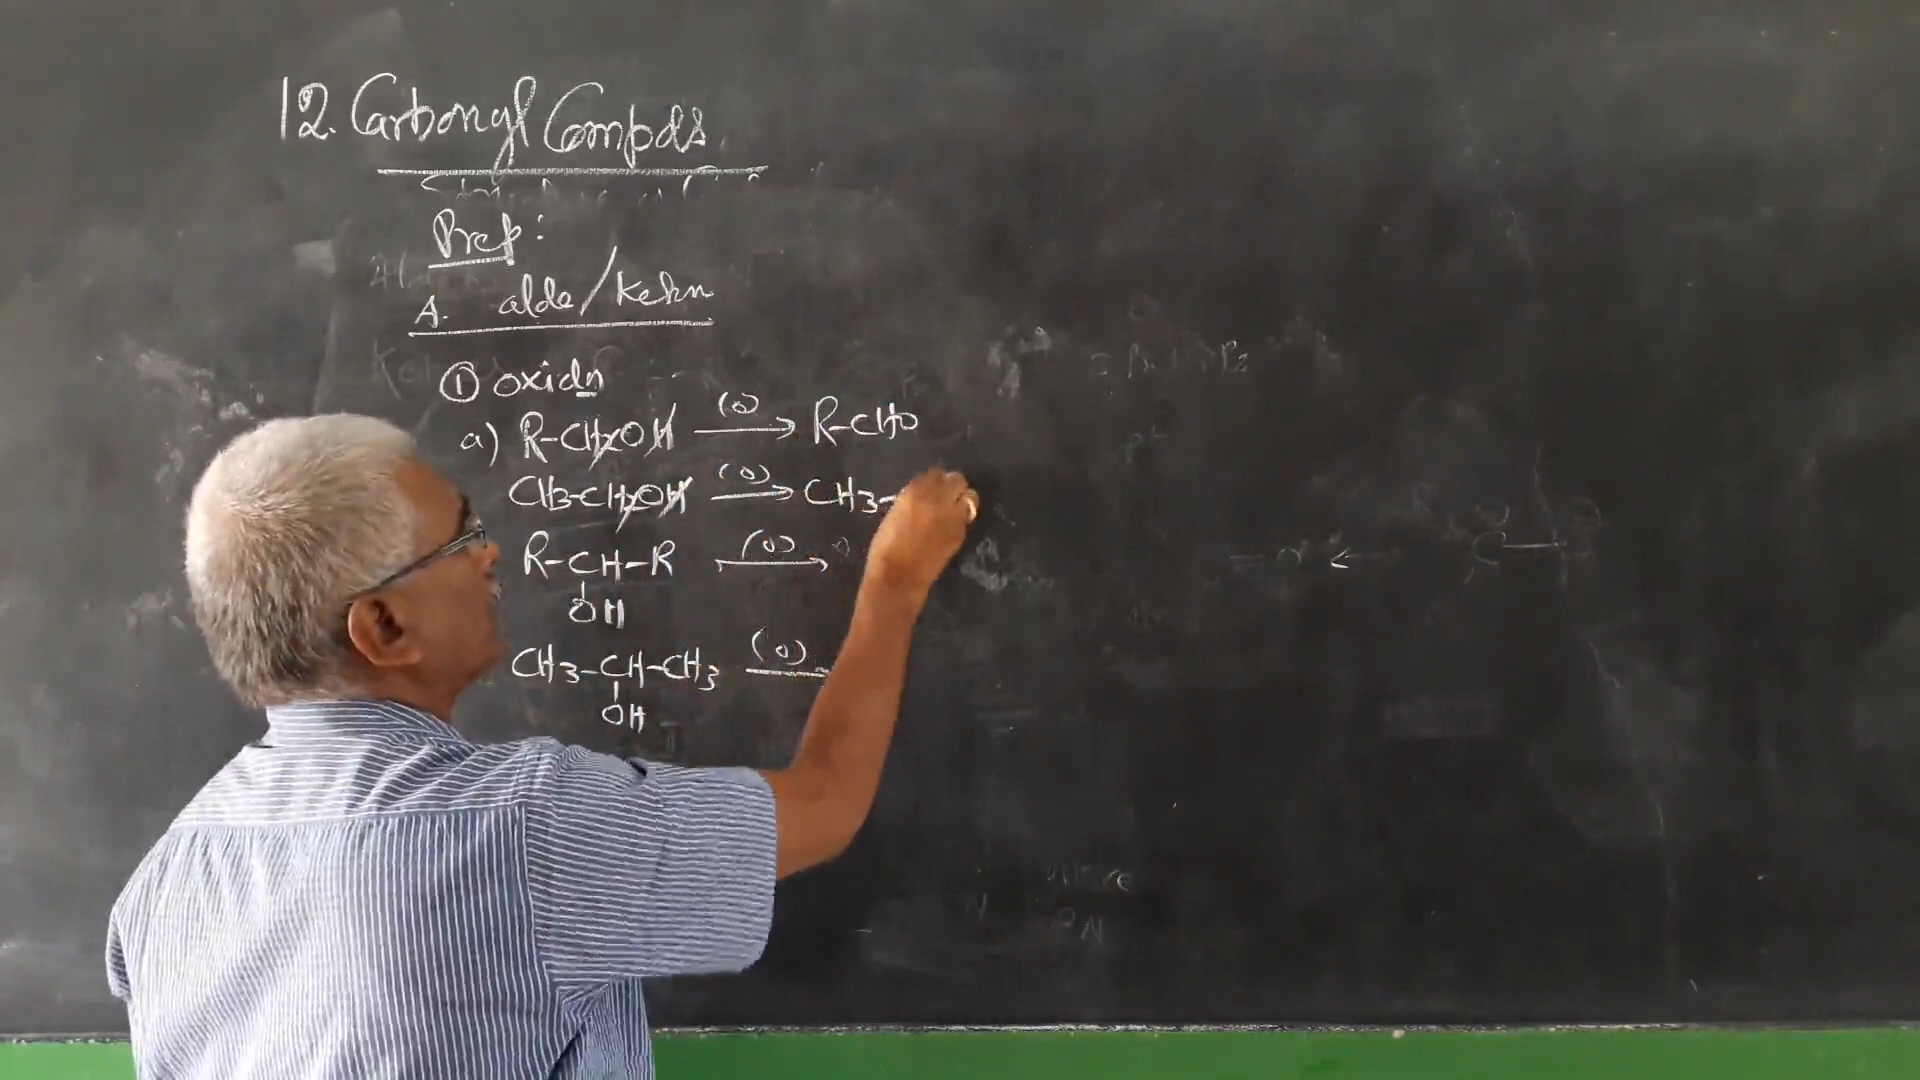 12. Carbonyl Compds.
Prep:
A. alde/Ketn
① oxidn
a) R-CH2OH (O) → R-CHO
CH3-CH2OH (O) → CH3-
R-CH-R (O) →
OH
CH3-CH-CH3 (O)
OH